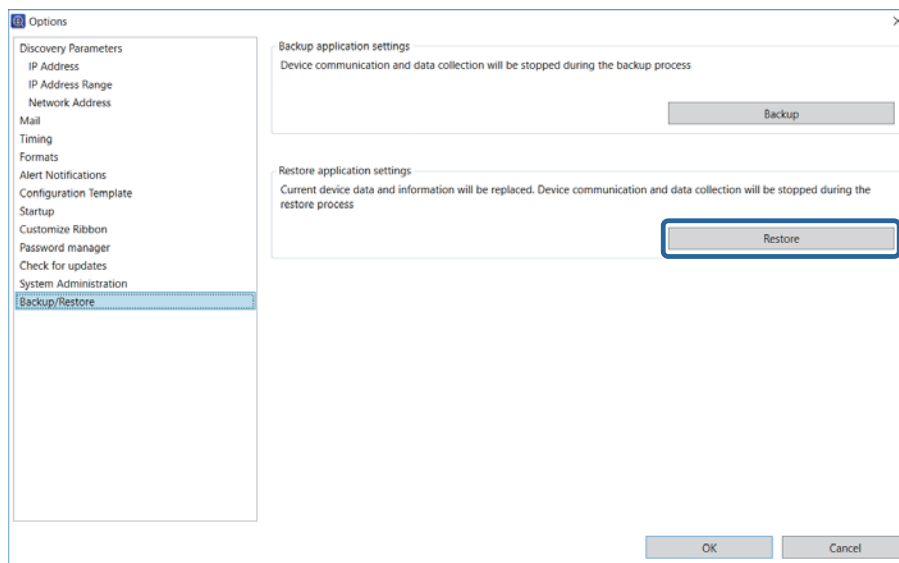 Options
Discovery Parameters
IP Address
IP Address Range
Network Address
Mail
Timing
Formats
Alert Notifications
Configuration Template
Startup
Customize Ribbon
Password manager
Check for updates
System Administration
Backup/Restore
Backup application settings
Device communication and data collection will be stopped during the backup process
Backup
Restore application settings
Current device data and information will be replaced. Device communication and data collection will be stopped during the
restore process
Restore
OK
Cancel